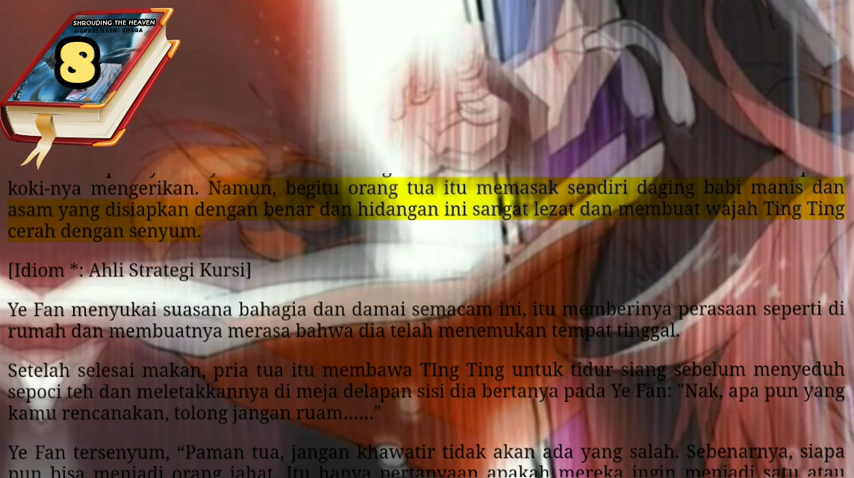 SHROUDING THE HEAVEN
8
koki-nya mengerikan. Namun, begitu orang tua itu memasak sendiri daging babi manis dan
asam yang disiapkan dengan benar dan hidangan ini sangat lezat dan membuat wajah Ting Ting
cerah dengan senyum.
[Idiom *: Ahli Strategi Kursi]
Ye Fan menyukai suasana bahagia dan damai semacam ini, itu memberinya perasaan seperti di
rumah dan membuatnya merasa bahwa dia telah menemukan tempat tinggal.
Setelah selesai makan, pria tua itu membawa TIng Ting untuk tidur siang sebelum menyeduh
sepoci teh dan meletakkannya di meja delapan sisi dia bertanya pada Ye Fan: "Nak, apa pun yang
kamu rencanakan, tolong jangan ruam......"
Ye Fan tersenyum, “Paman tua, jangan khawatir tidak akan ada yang salah. Sebenarnya, siapa
pun bisa menjadi orang jahat. Itu hanya pertanyaan apakah mereka ingin menjadi satu atau